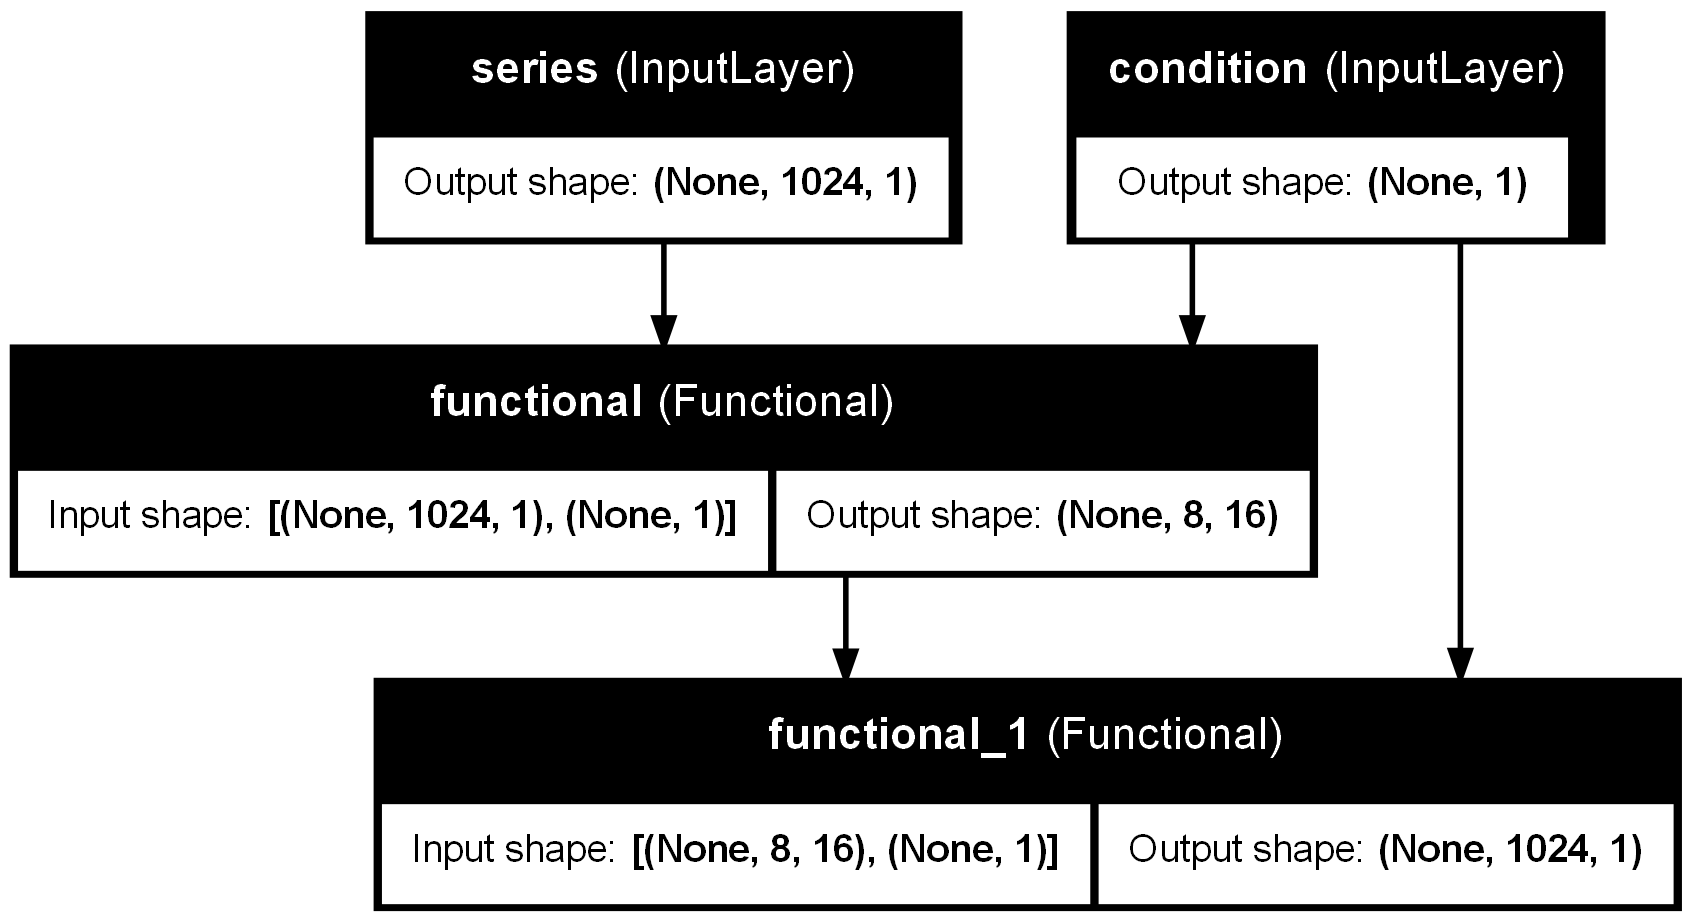 series (InputLayer)
condition (InputLayer)
Output shape: (None, 1024, 1)
Output shape: (None, 1)
functional (Functional)
Input shape: [(None, 1024, 1), (None, 1)]
Output shape: (None, 8, 16)
functional_1 (Functional)
Input shape: [(None, 8, 16), (None, 1)]
Output shape: (None, 1024, 1)